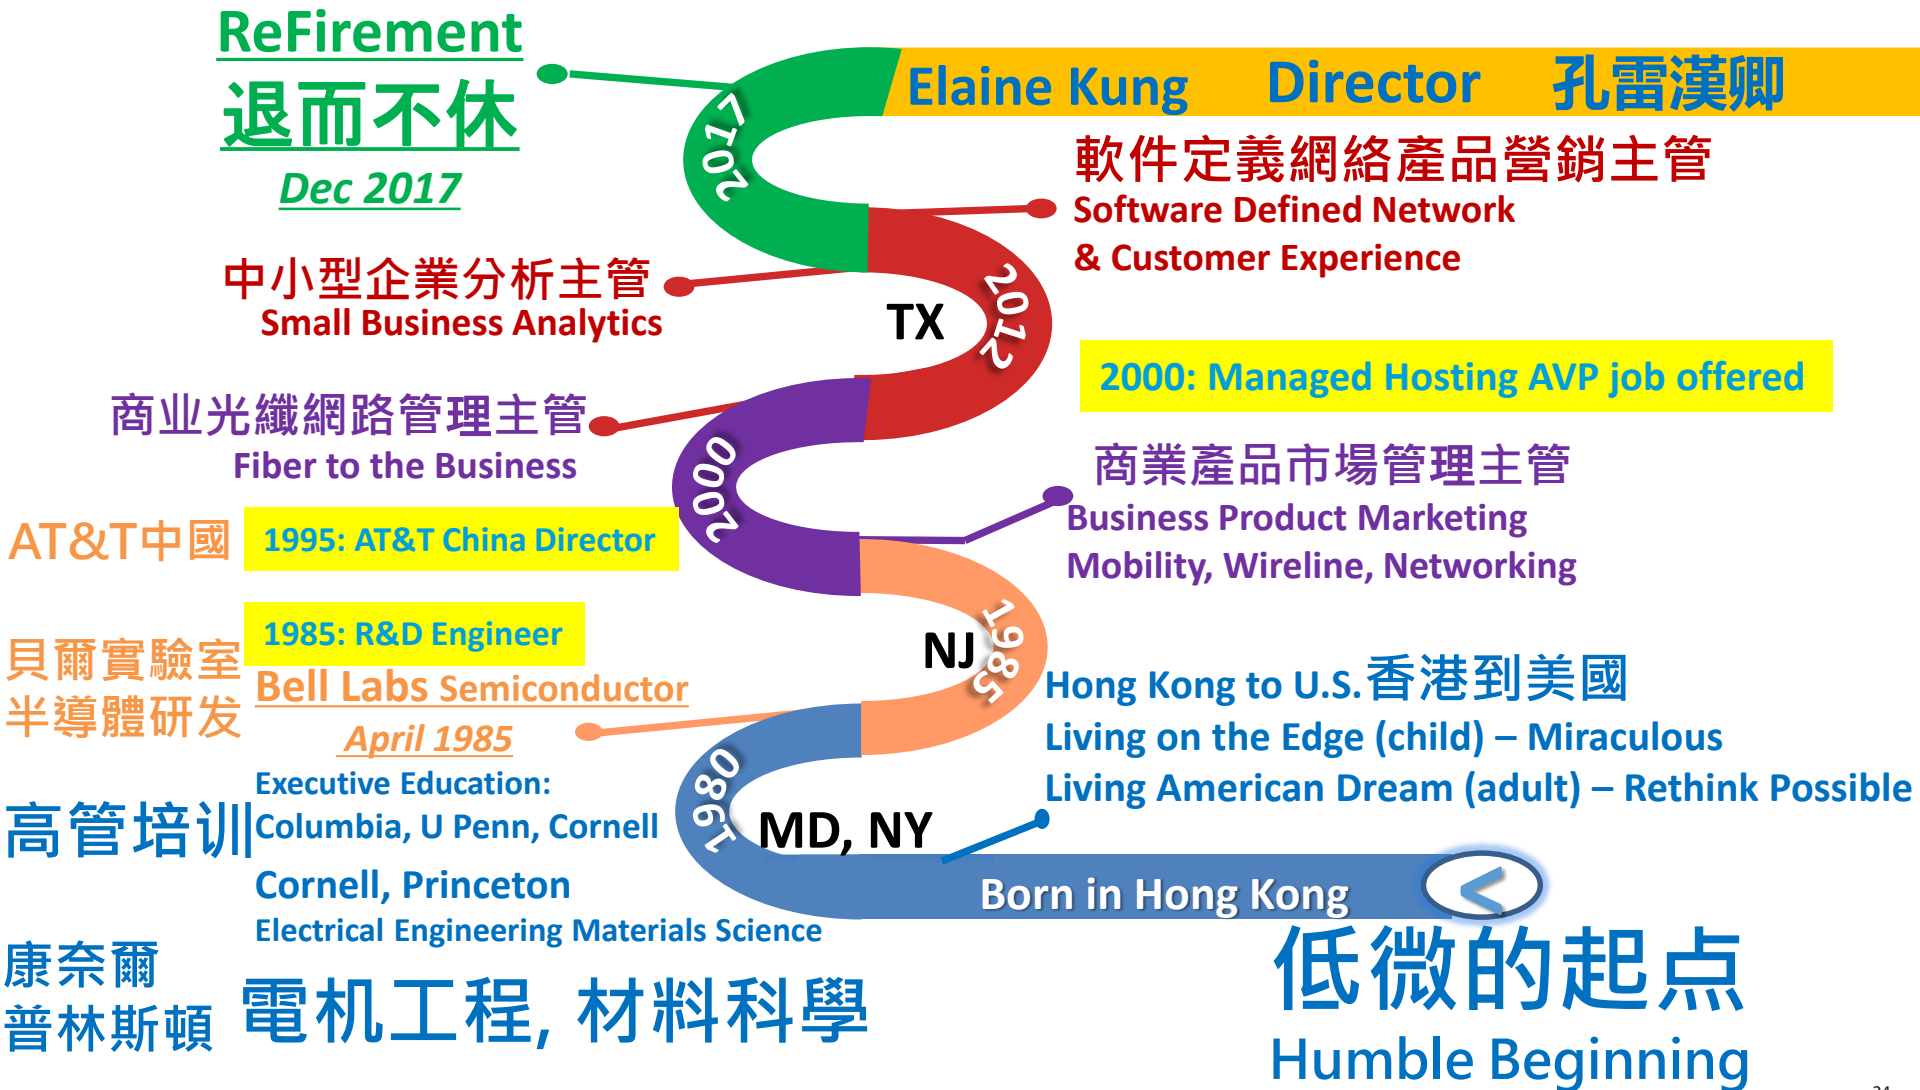 ReFirement
退而不休
Dec 2017
Elaine Kung Director 孔雷漢卿
2017
軟件定義網絡產品營銷主管
Software Defined Network
& Customer Experience
中小型企業分析主管
Small Business Analytics
TX
2012
2000: Managed Hosting AVP job offered
商业光纖網路管理主管
Fiber to the Business
2000
商業產品市場管理主管
Business Product Marketing
Mobility, Wireline, Networking
AT&T中國
1995: AT&T China Director
1985: R&D Engineer
貝爾實驗室
半導體研发
Bell Labs Semiconductor
April 1985
NJ
1985
Hong Kong to U.S.香港到美國
Living on the Edge (child) – Miraculous
Living American Dream (adult) – Rethink Possible
高管培训
Executive Education:
Columbia, U Penn, Cornell
1980
MD, NY
Cornell, Princeton
Electrical Engineering Materials Science
Born in Hong Kong <
康奈爾
普林斯頓
電机工程, 材料科學
低微的起点
Humble Beginning